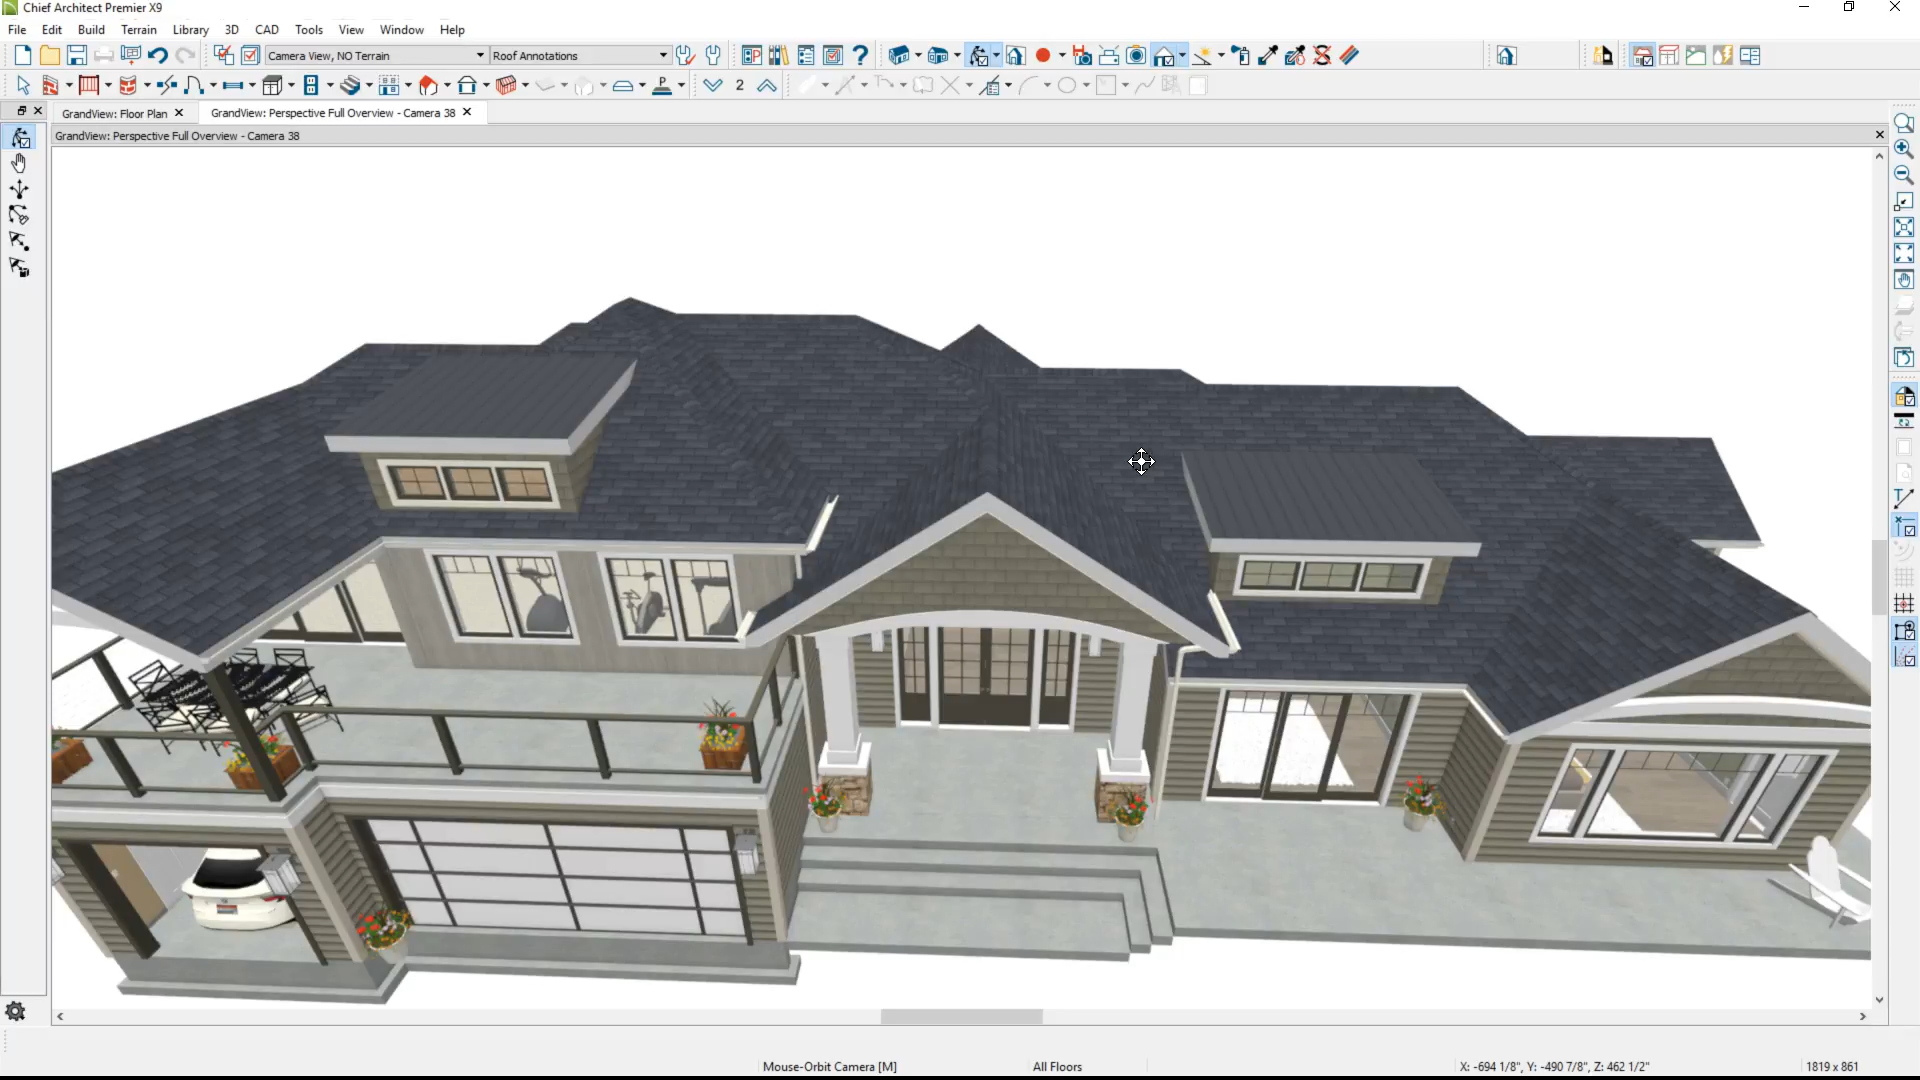 Chief Architect Premier X9
File Edit Build Terrain Library 3D CAD Tools View Window Help
Camera View, NO Terrain Roof Annotations
2 P
GrandView: Floor Plan GrandView: Perspective Full Overview - Camera 38
GrandView: Perspective Full Overview - Camera 38
Mouse-Orbit Camera [M] All Floors X: -694 1/8", Y: -490 7/8", Z: 462 1/2" 1819 x 861